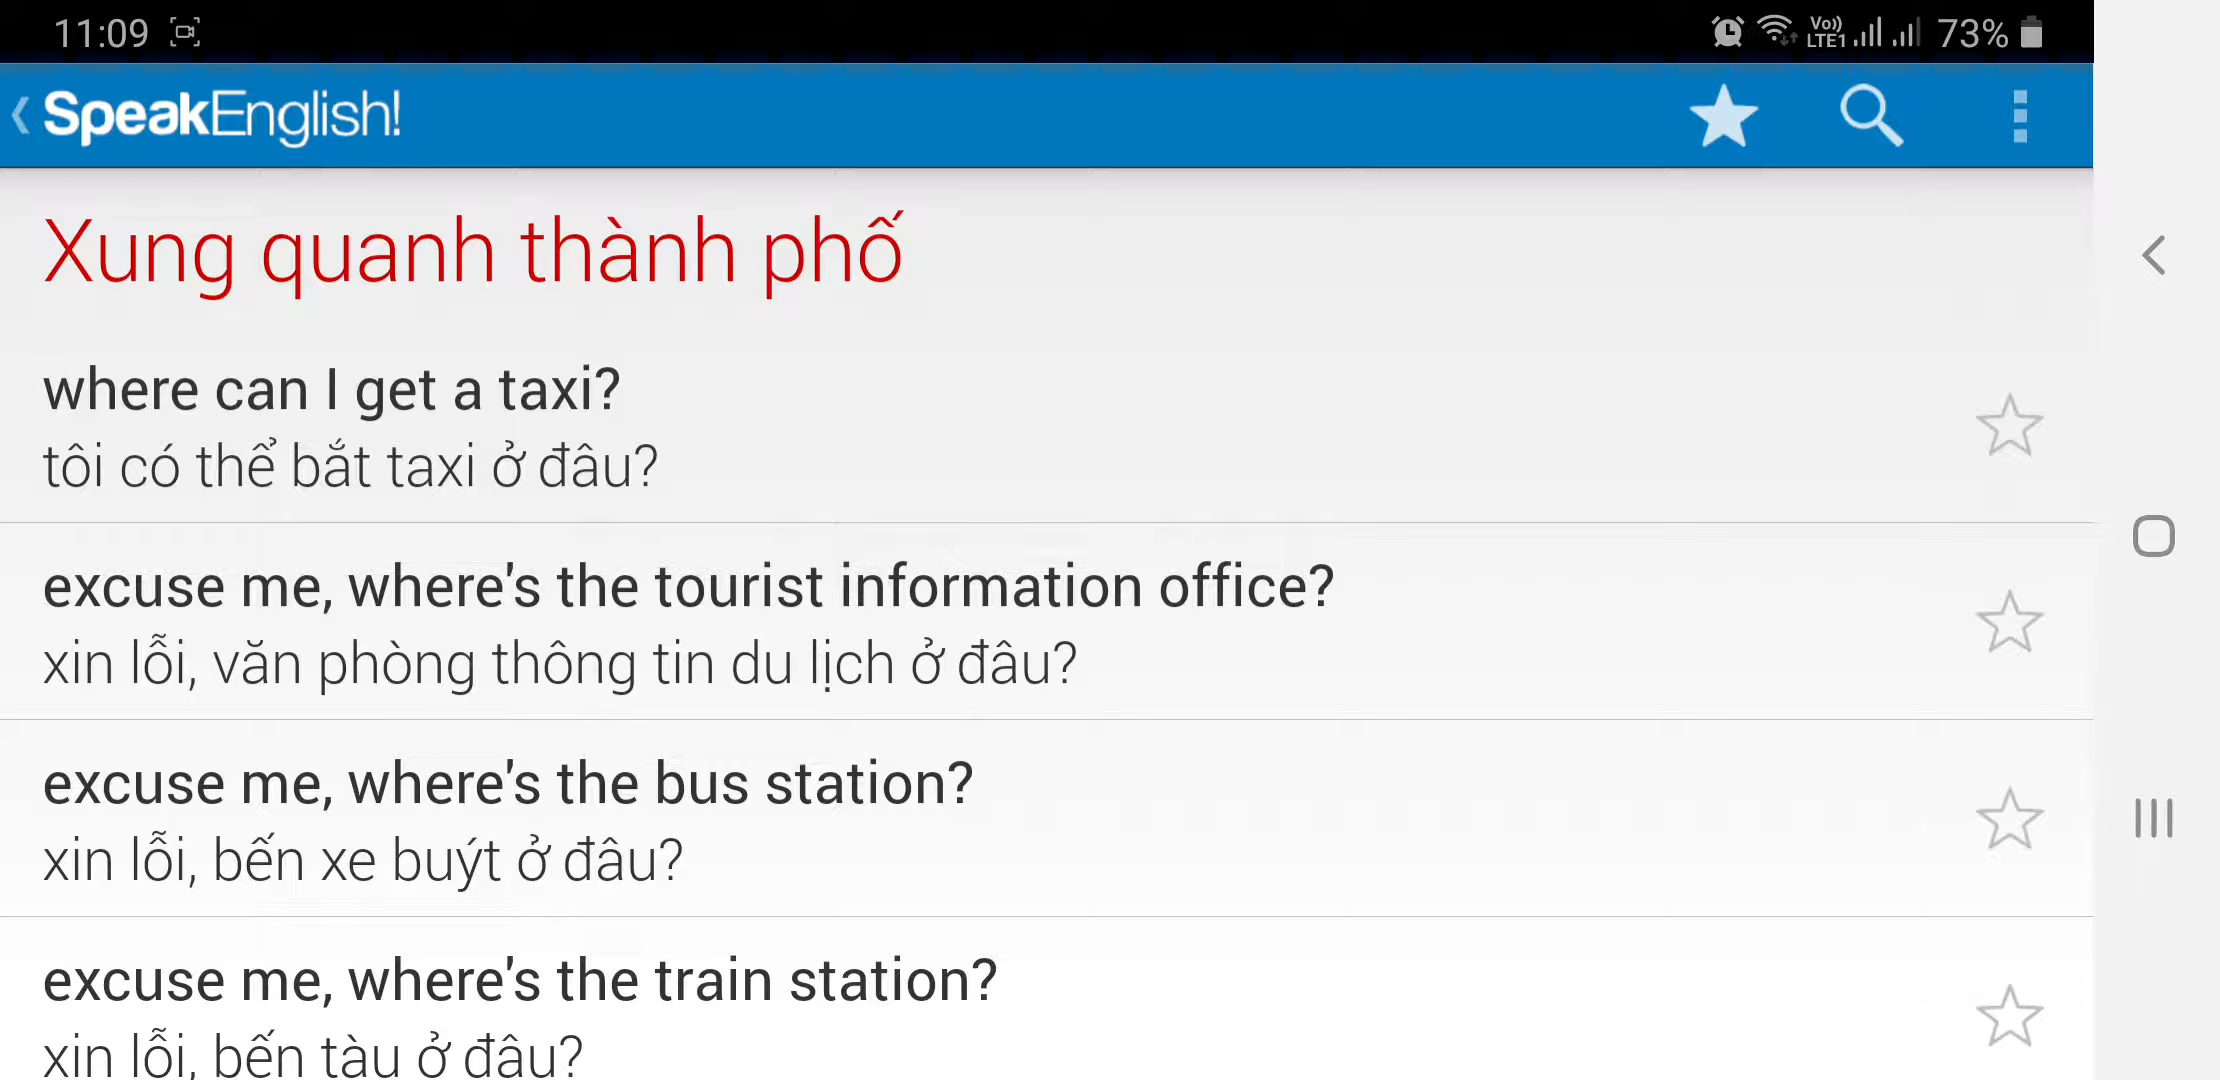 11:09
Vo)) LTE1 73%
SpeakEnglish!
Xung quanh thành phố
where can I get a taxi?
tôi có thể bắt taxi ở đâu?
excuse me, where's the tourist information office?
xin lỗi, văn phòng thông tin du lịch ở đâu?
excuse me, where's the bus station?
xin lỗi, bến xe buýt ở đâu?
excuse me, where's the train station?
xin lỗi, bến tàu ở đâu?